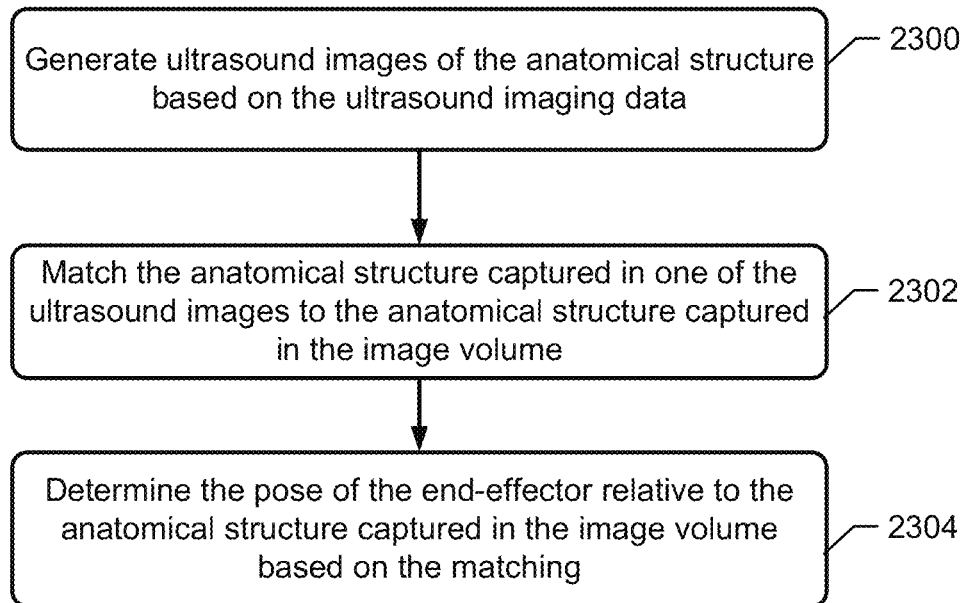 Generate ultrasound images of the anatomical structure
based on the ultrasound imaging data
2300
Match the anatomical structure captured in one of the
ultrasound images to the anatomical structure captured
in the image volume
2302
Determine the pose of the end-effector relative to the
anatomical structure captured in the image volume
based on the matching
2304